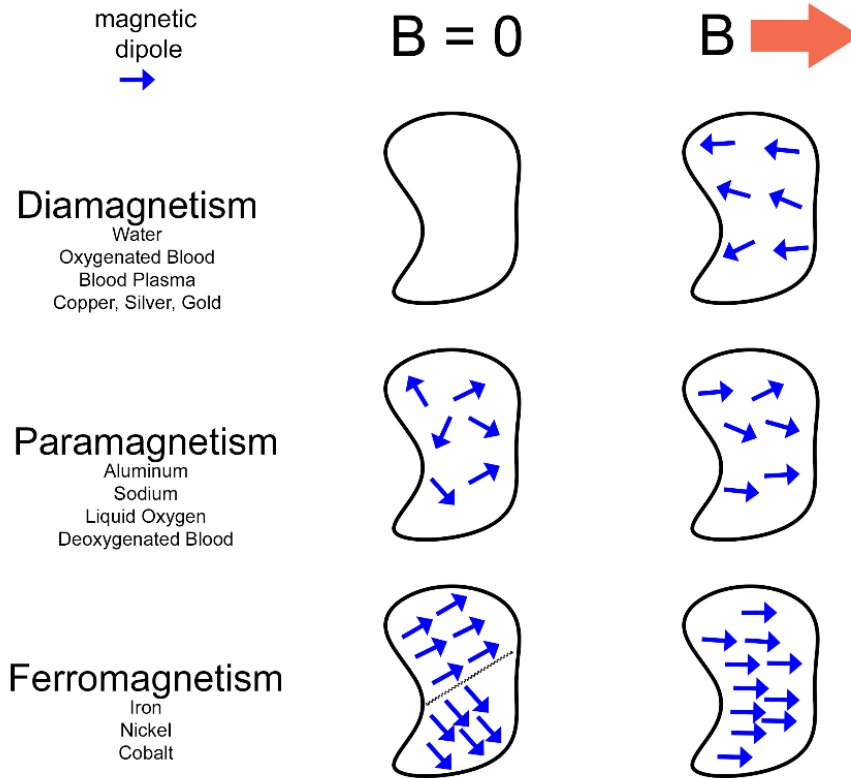 magnetic
dipole
B = 0
B
Diamagnetism
Water
Oxygenated Blood
Blood Plasma
Copper, Silver, Gold
Paramagnetism
Aluminum
Sodium
Liquid Oxygen
Deoxygenated Blood
Ferromagnetism
Iron
Nickel
Cobalt